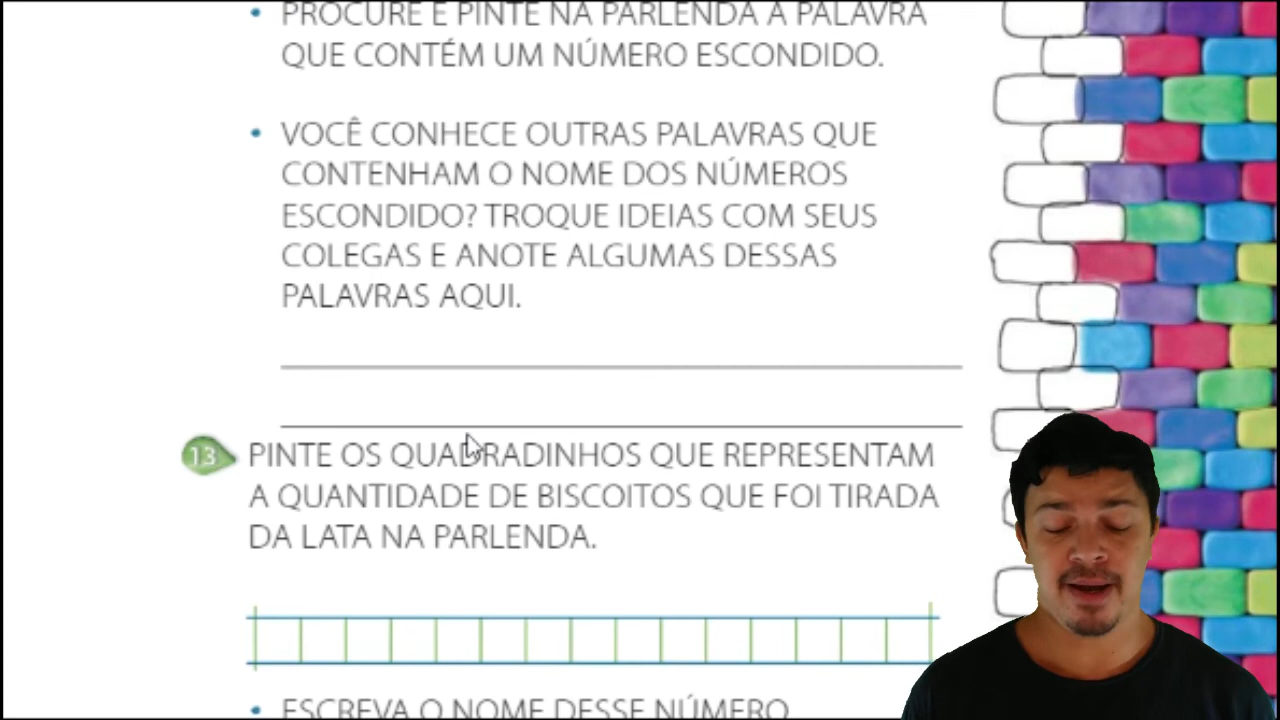 • PROCURE E PINTE NA PARLENDA A PALAVRA
QUE CONTÉM UM NÚMERO ESCONDIDO.
• VOCÊ CONHECE OUTRAS PALAVRAS QUE
CONTENHAM O NOME DOS NÚMEROS
ESCONDIDO? TROQUE IDEIAS COM SEUS
COLEGAS E ANOTE ALGUMAS DESSAS
PALAVRAS AQUI.
13 PINTE OS QUADRADINHOS QUE REPRESENTAM
A QUANTIDADE DE BISCOITOS QUE FOI TIRADA
DA LATA NA PARLENDA.
• ESCREVA O NOME DESSE NÚMERO